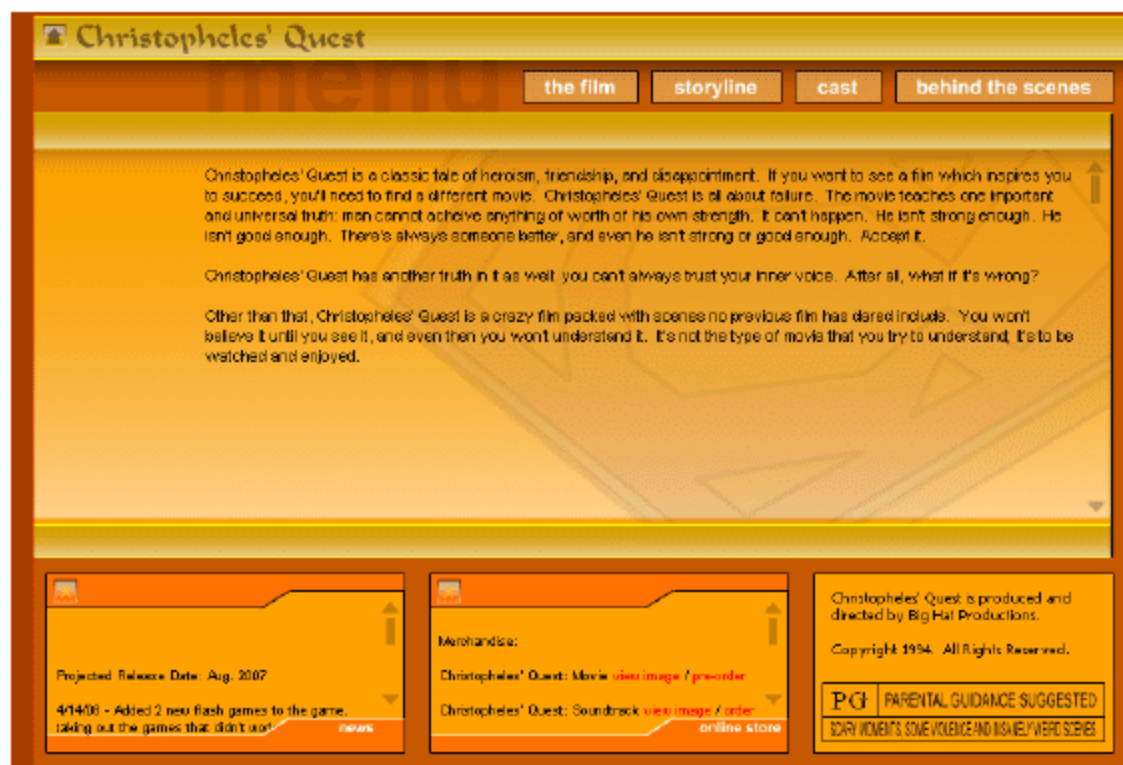 Christopheles' Quest
menu
the film storyline cast behind the scenes
Christopheles' Quest is a classic tale of heroism, friendship, and disappointment. If you want to see a film which inspires you
to succeed, you'll need to find a different movie. Christopheles' Quest is all about failure. The movie teaches one important
and universal truth: man cannot acheive anything of worth of his own strength. It can't happen. He isn't strong enough. He
isn't good enough. There's always someone better, and even he isn't strong or good enough. Accept it.
Christopheles' Quest has another truth in it as well: you can't always trust your inner voice. After all, what if it's wrong?
Other than that, Christopheles' Quest is a crazy film packed with scenes no previous film has dared include. You won't
believe it until you see it, and even then you won't understand it. It's not the type of movie that you try to understand, it's to be
watched and enjoyed.
Projected Release Date: Aug. 2007
4/14/06 - Added 2 new flash games to the game.
taking out the games that didn't
news
Merchandise:
Christopheles' Quest: Movie view image / pre-order
Christopheles' Quest: Soundtrack view image / order
online store
Christopheles' Quest is produced and
directed by Big Hat Productions.
Copyright 1994. All Rights Reserved.
PG PARENTAL GUIDANCE SUGGESTED
SCARY MOMENTS, SOME VIOLENCE AND INSANELY WEIRD SCENES